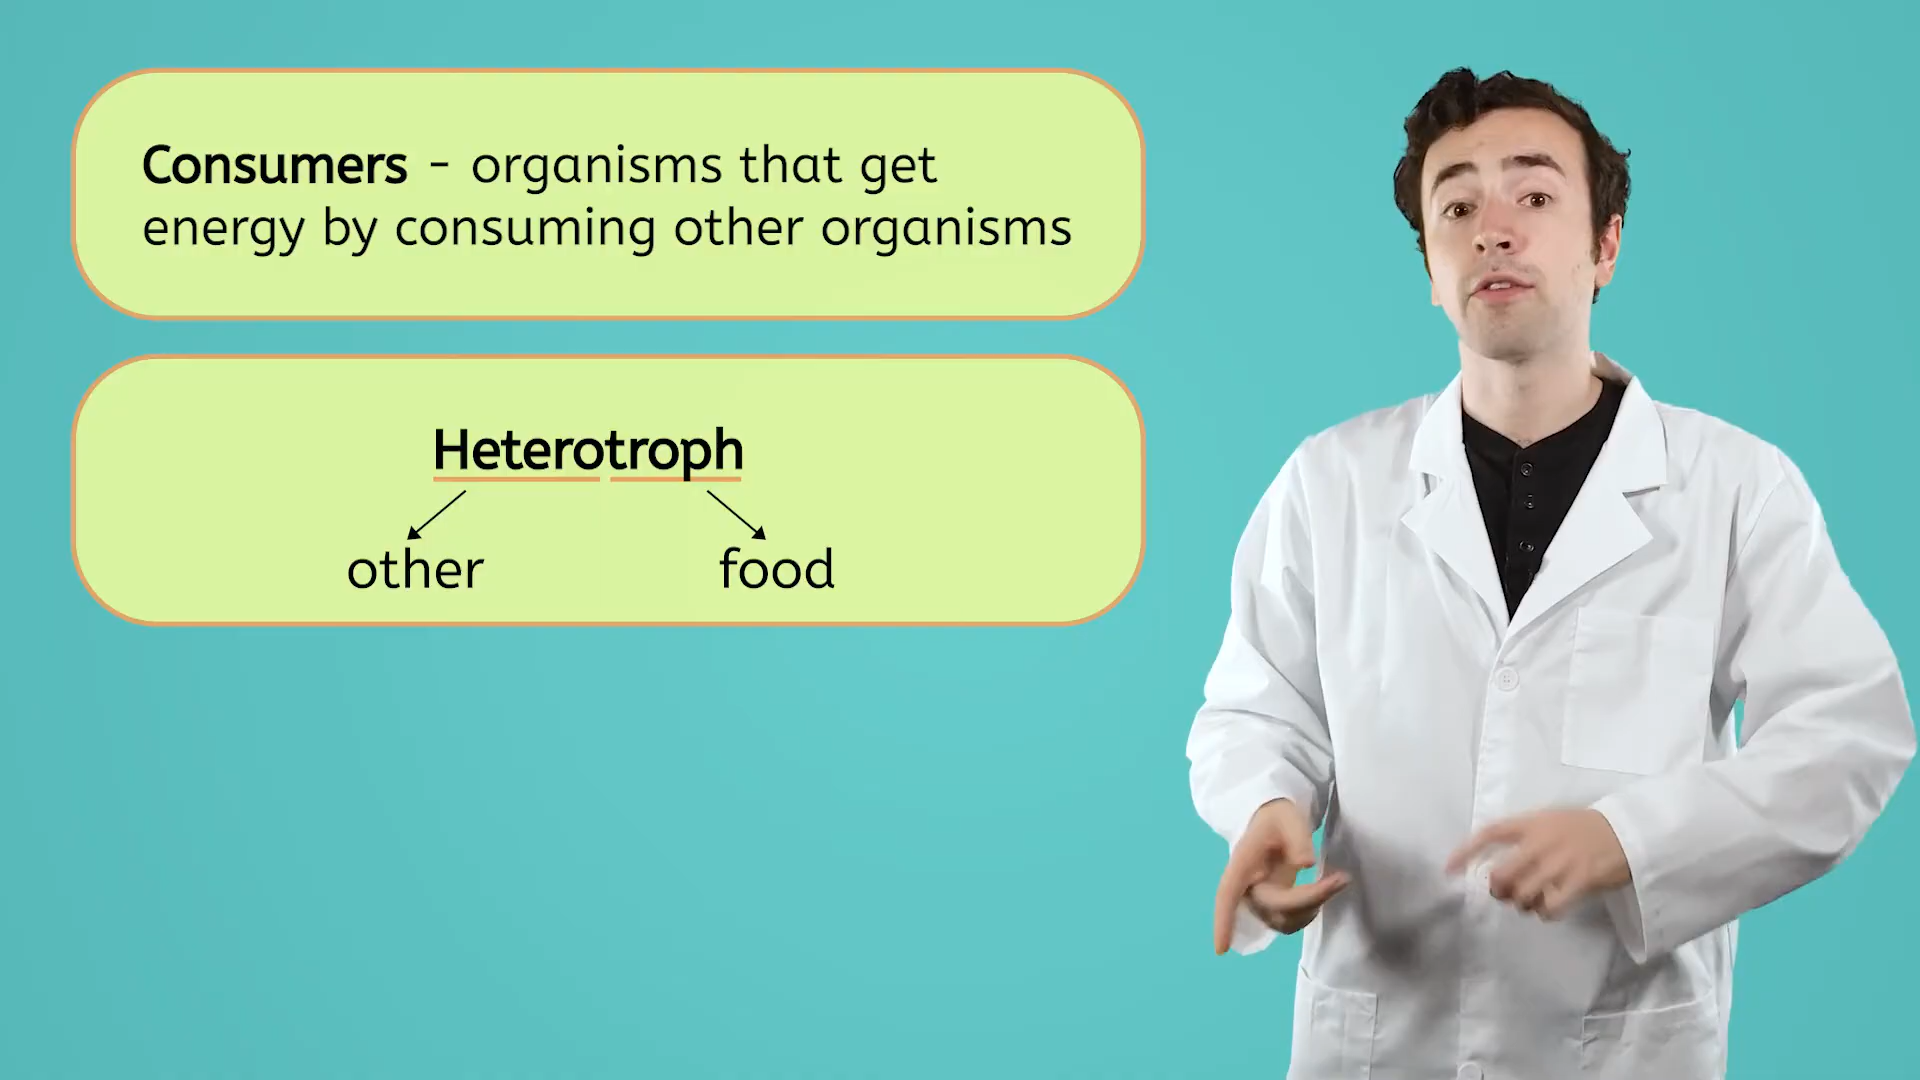 Consumers - organisms that get
energy by consuming other organisms
Heterotroph
other food